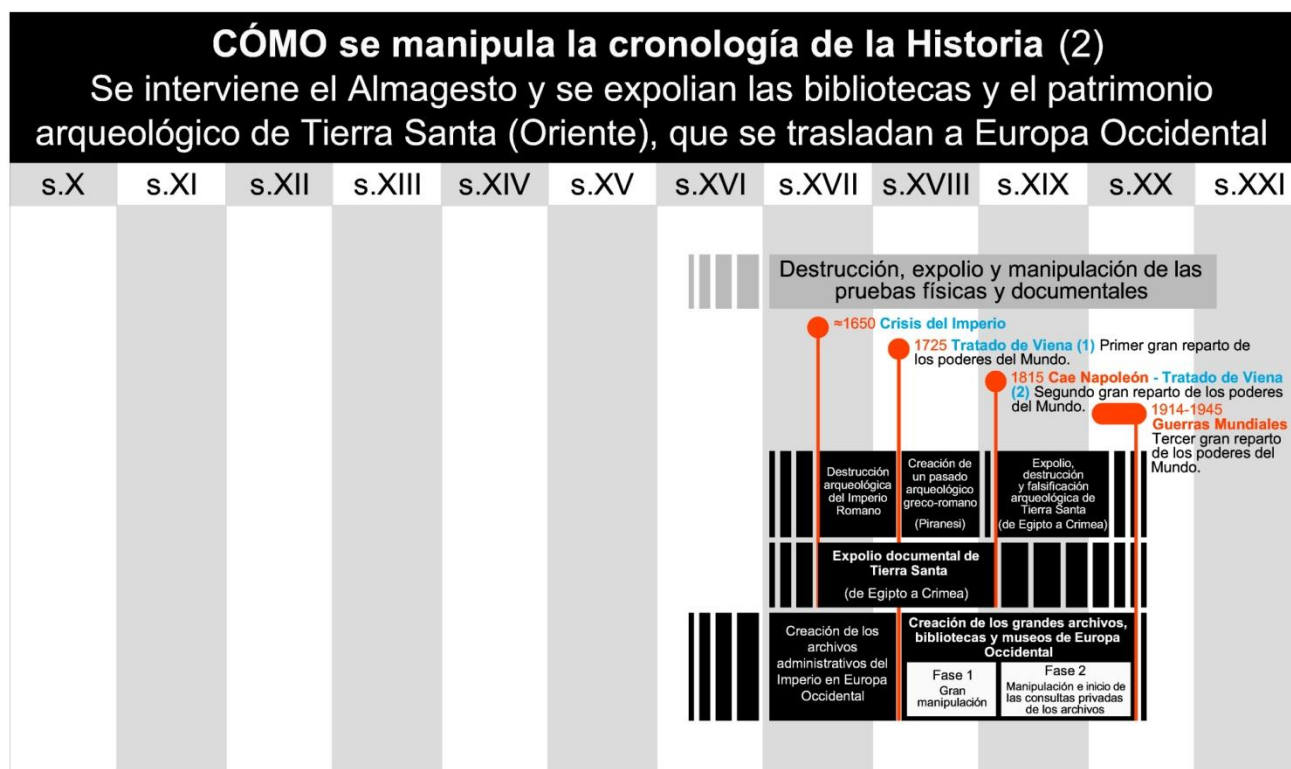 CÓMO se manipula la cronología de la Historia (2)
Se interviene el Almagesto y se expolian las bibliotecas y el patrimonio
arqueológico de Tierra Santa (Oriente), que se trasladan a Europa Occidental
s.X s.XI s.XII s.XIII s.XIV s.XV s.XVI s.XVII s.XVIII s.XIX s.XX s.XXI
Destrucción, expolio y manipulación de las
pruebas físicas y documentales
≈1650 Crisis del Imperio
1725 Tratado de Viena (1) Primer gran reparto de
los poderes del Mundo.
1815 Cae Napoleón - Tratado de Viena
(2) Segundo gran reparto de los poderes
del Mundo.
1914-1945
Guerras Mundiales
Tercer gran reparto
de los poderes del
Mundo.
Destrucción
arqueológica
del Imperio
Romano
Creación de
un pasado
arqueológico
greco-romano
(Piranesi)
Expolio,
destrucción
y falsificación
arqueológica de
Tierra Santa
(de Egipto a Crimea)
Expolio documental de
Tierra Santa
(de Egipto a Crimea)
Creación de los
archivos
administrativos del
Imperio en Europa
Occidental
Creación de los grandes archivos,
bibliotecas y museos de Europa
Occidental
Fase 1
Gran
manipulación
Fase 2
Manipulación e inicio de
las consultas privadas
de los archivos